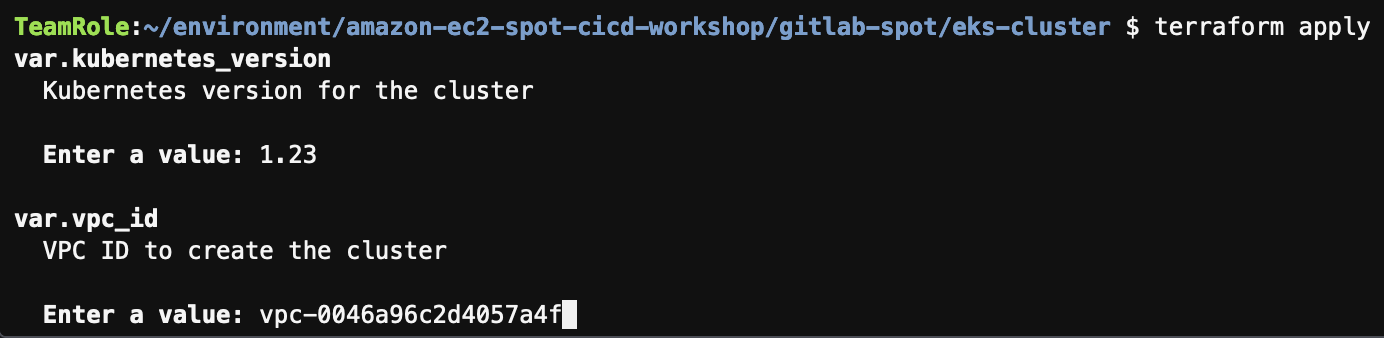 TeamRole:~/environment/amazon-ec2-spot-cicd-workshop/gitlab-spot/eks-cluster $ terraform apply
var.kubernetes_version
Kubernetes version for the cluster
Enter a value: 1.23
var.vpc_id
VPC ID to create the cluster
Enter a value: vpc-0046a96c2d4057a4f